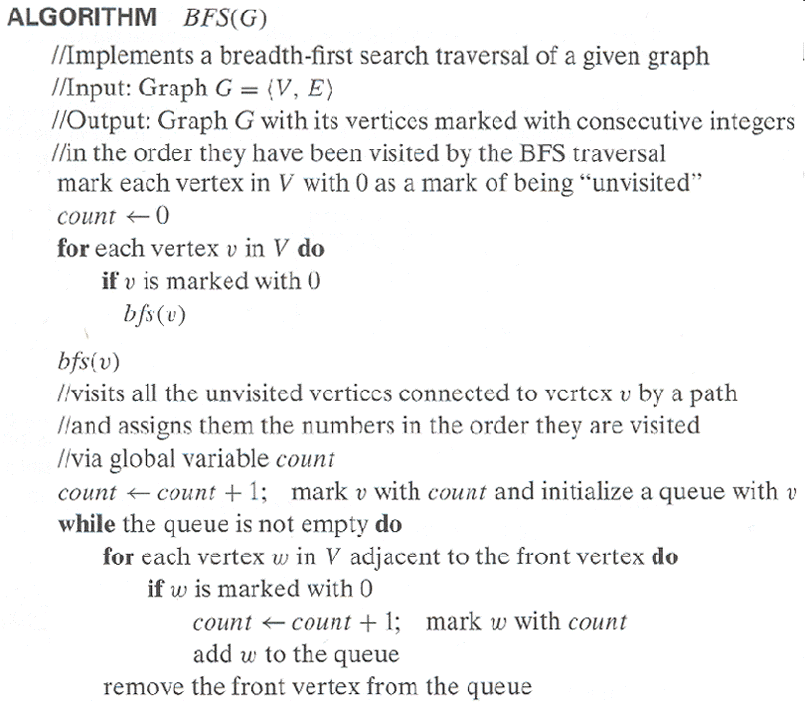 ALGORITHM BFS(G)
//Implements a breadth-first search traversal of a given graph
//Input: Graph G = ⟨V, E⟩
//Output: Graph G with its vertices marked with consecutive integers
//in the order they have been visited by the BFS traversal
mark each vertex in V with 0 as a mark of being “unvisited”
count ← 0
for each vertex v in V do
if v is marked with 0
bfs(v)
bfs(v)
//visits all the unvisited vertices connected to vertex v by a path
//and assigns them the numbers in the order they are visited
//via global variable count
count ← count + 1; mark v with count and initialize a queue with v
while the queue is not empty do
for each vertex w in V adjacent to the front vertex do
if w is marked with 0
count ← count + 1; mark w with count
add w to the queue
remove the front vertex from the queue